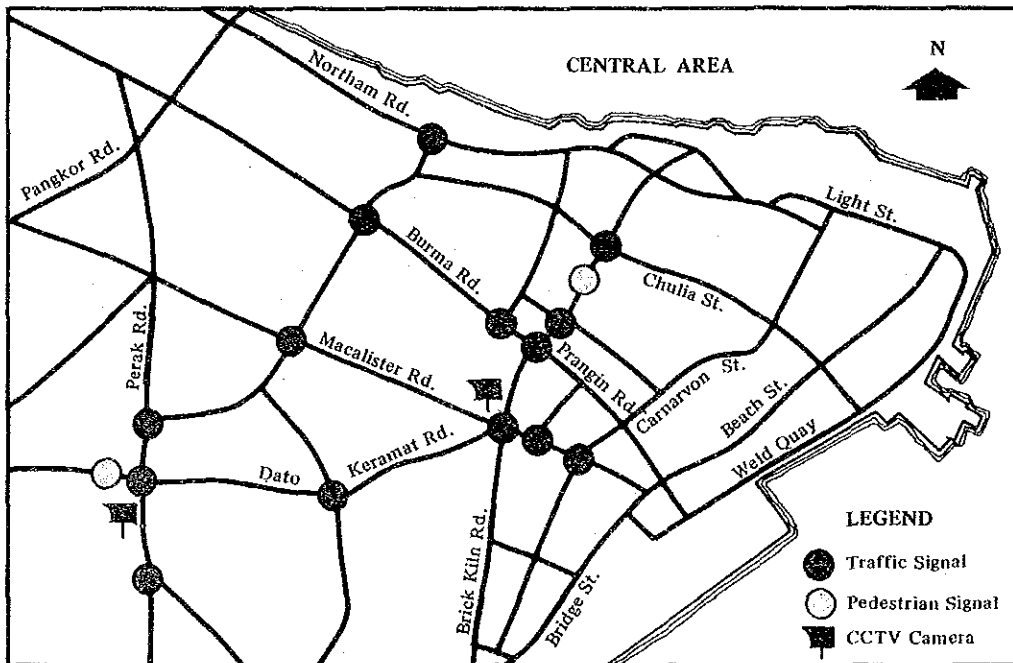 CENTRAL AREA
N
Northam Rd.
Pangkor Rd.
Light St.
Burma Rd.
Chulia St.
Perak Rd.
Macalister Rd.
Prangin Rd.
Carnarvon St.
Beach St.
Weld Quay
Dato Keramat Rd.
Brick Kiln Rd.
Bridge St.
LEGEND
Traffic Signal
Pedestrian Signal
CCTV Camera